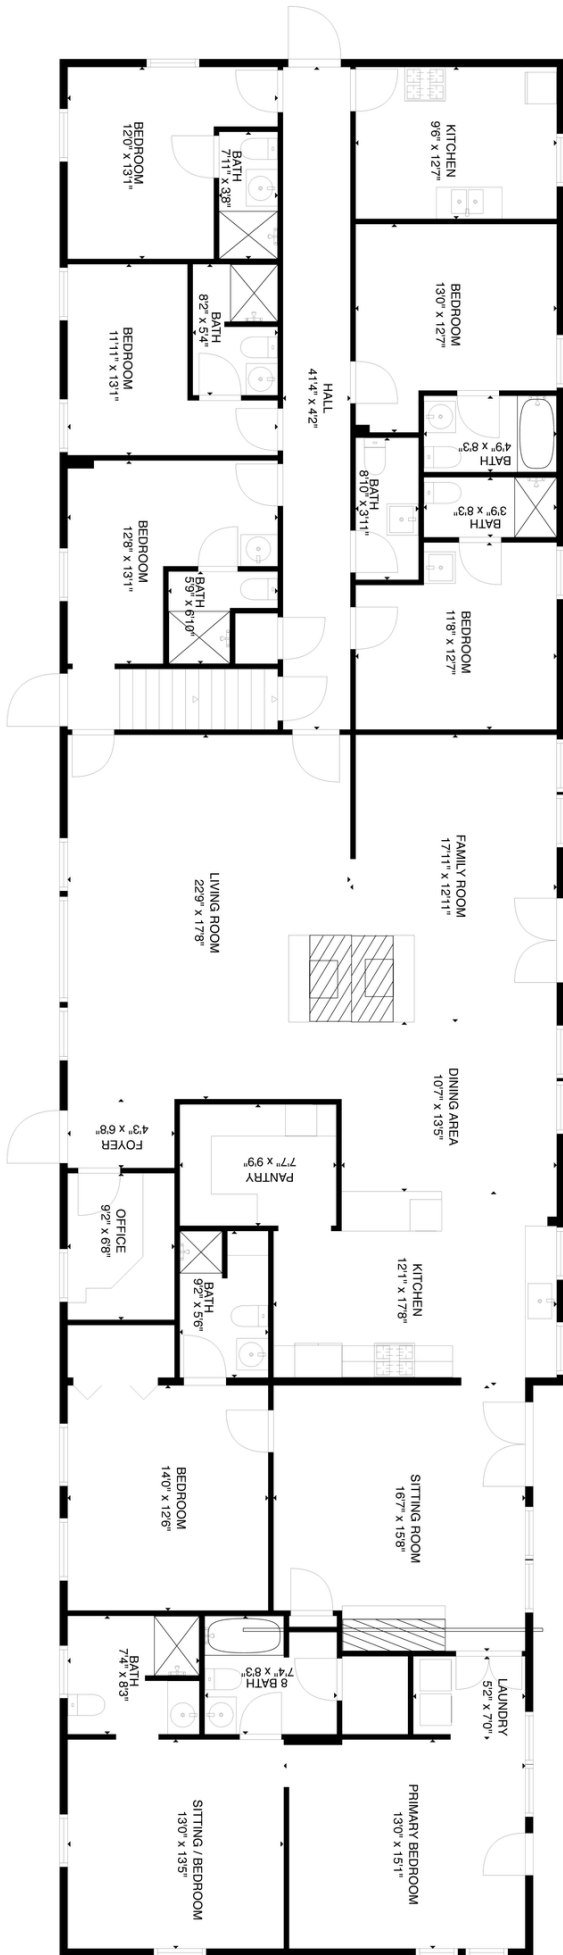 BEDROOM
12'0" x 13'1"
BATH
7'11" x 3'8"
KITCHEN
9'6" x 12'7"
BEDROOM
11'11" x 13'1"
BATH
8'2" x 5'4"
HALL
41'4" x 4'2"
BEDROOM
13'0" x 12'7"
BATH
4'9" x 8'3"
BATH
3'9" x 8'3"
BATH
8'10" x 3'11"
BEDROOM
12'8" x 13'1"
BATH
5'9" x 6'10"
BEDROOM
11'8" x 12'7"
LIVING ROOM
22'9" x 17'8"
FAMILY ROOM
17'11" x 12'11"
DINING AREA
10'7" x 13'5"
FOYER
4'3" x 6'8"
PANTRY
7'7" x 9'9"
OFFICE
9'2" x 6'8"
BATH
9'2" x 5'6"
KITCHEN
12'1" x 17'8"
BEDROOM
14'0" x 12'6"
SITTING ROOM
16'7" x 15'8"
BATH
7'4" x 8'3"
8 BATH
7'4" x 8'3"
LAUNDRY
5'2" x 7'0"
SITTING / BEDROOM
13'0" x 13'5"
PRIMARY BEDROOM
13'0" x 15'1"